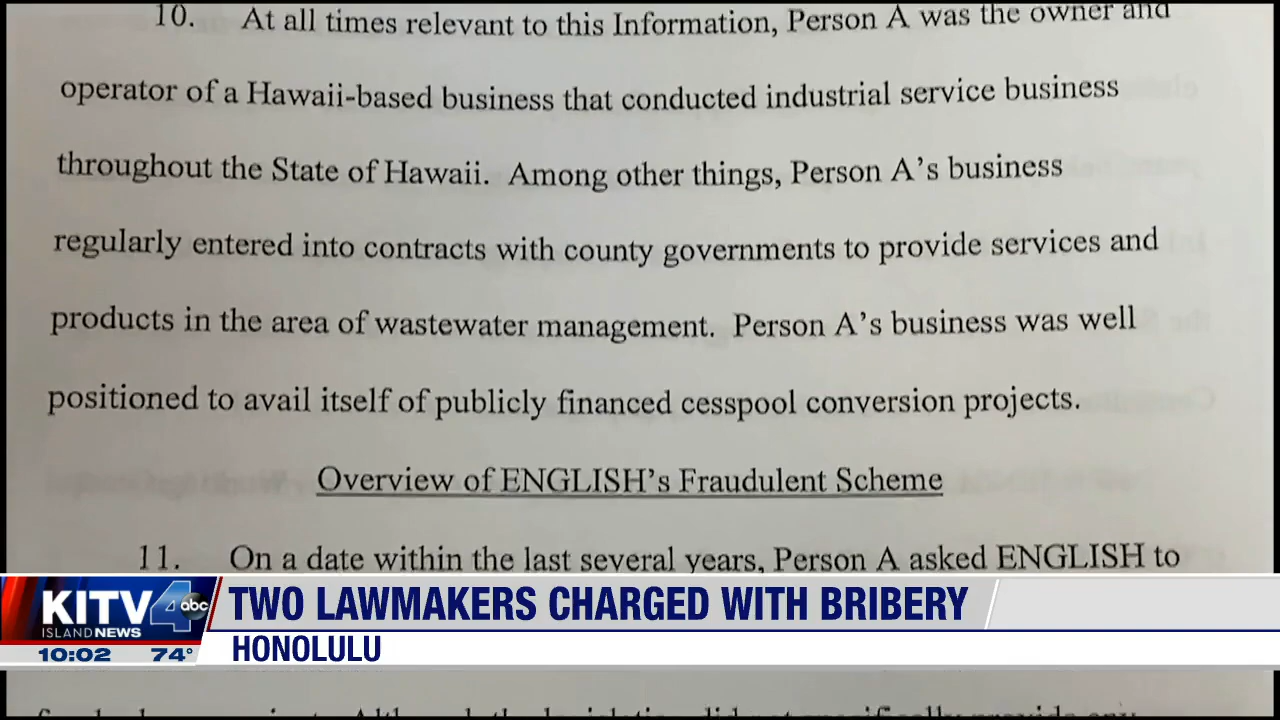 10. At all times relevant to this Information, Person A was the owner and
operator of a Hawaii-based business that conducted industrial service business
throughout the State of Hawaii. Among other things, Person A's business
regularly entered into contracts with county governments to provide services and
products in the area of wastewater management. Person A's business was well
positioned to avail itself of publicly financed cesspool conversion projects.
Overview of ENGLISH's Fraudulent Scheme
11. On a date within the last several years, Person A asked ENGLISH to
KITV 4 abc
ISLAND NEWS
10:02 74°
TWO LAWMAKERS CHARGED WITH BRIBERY
HONOLULU